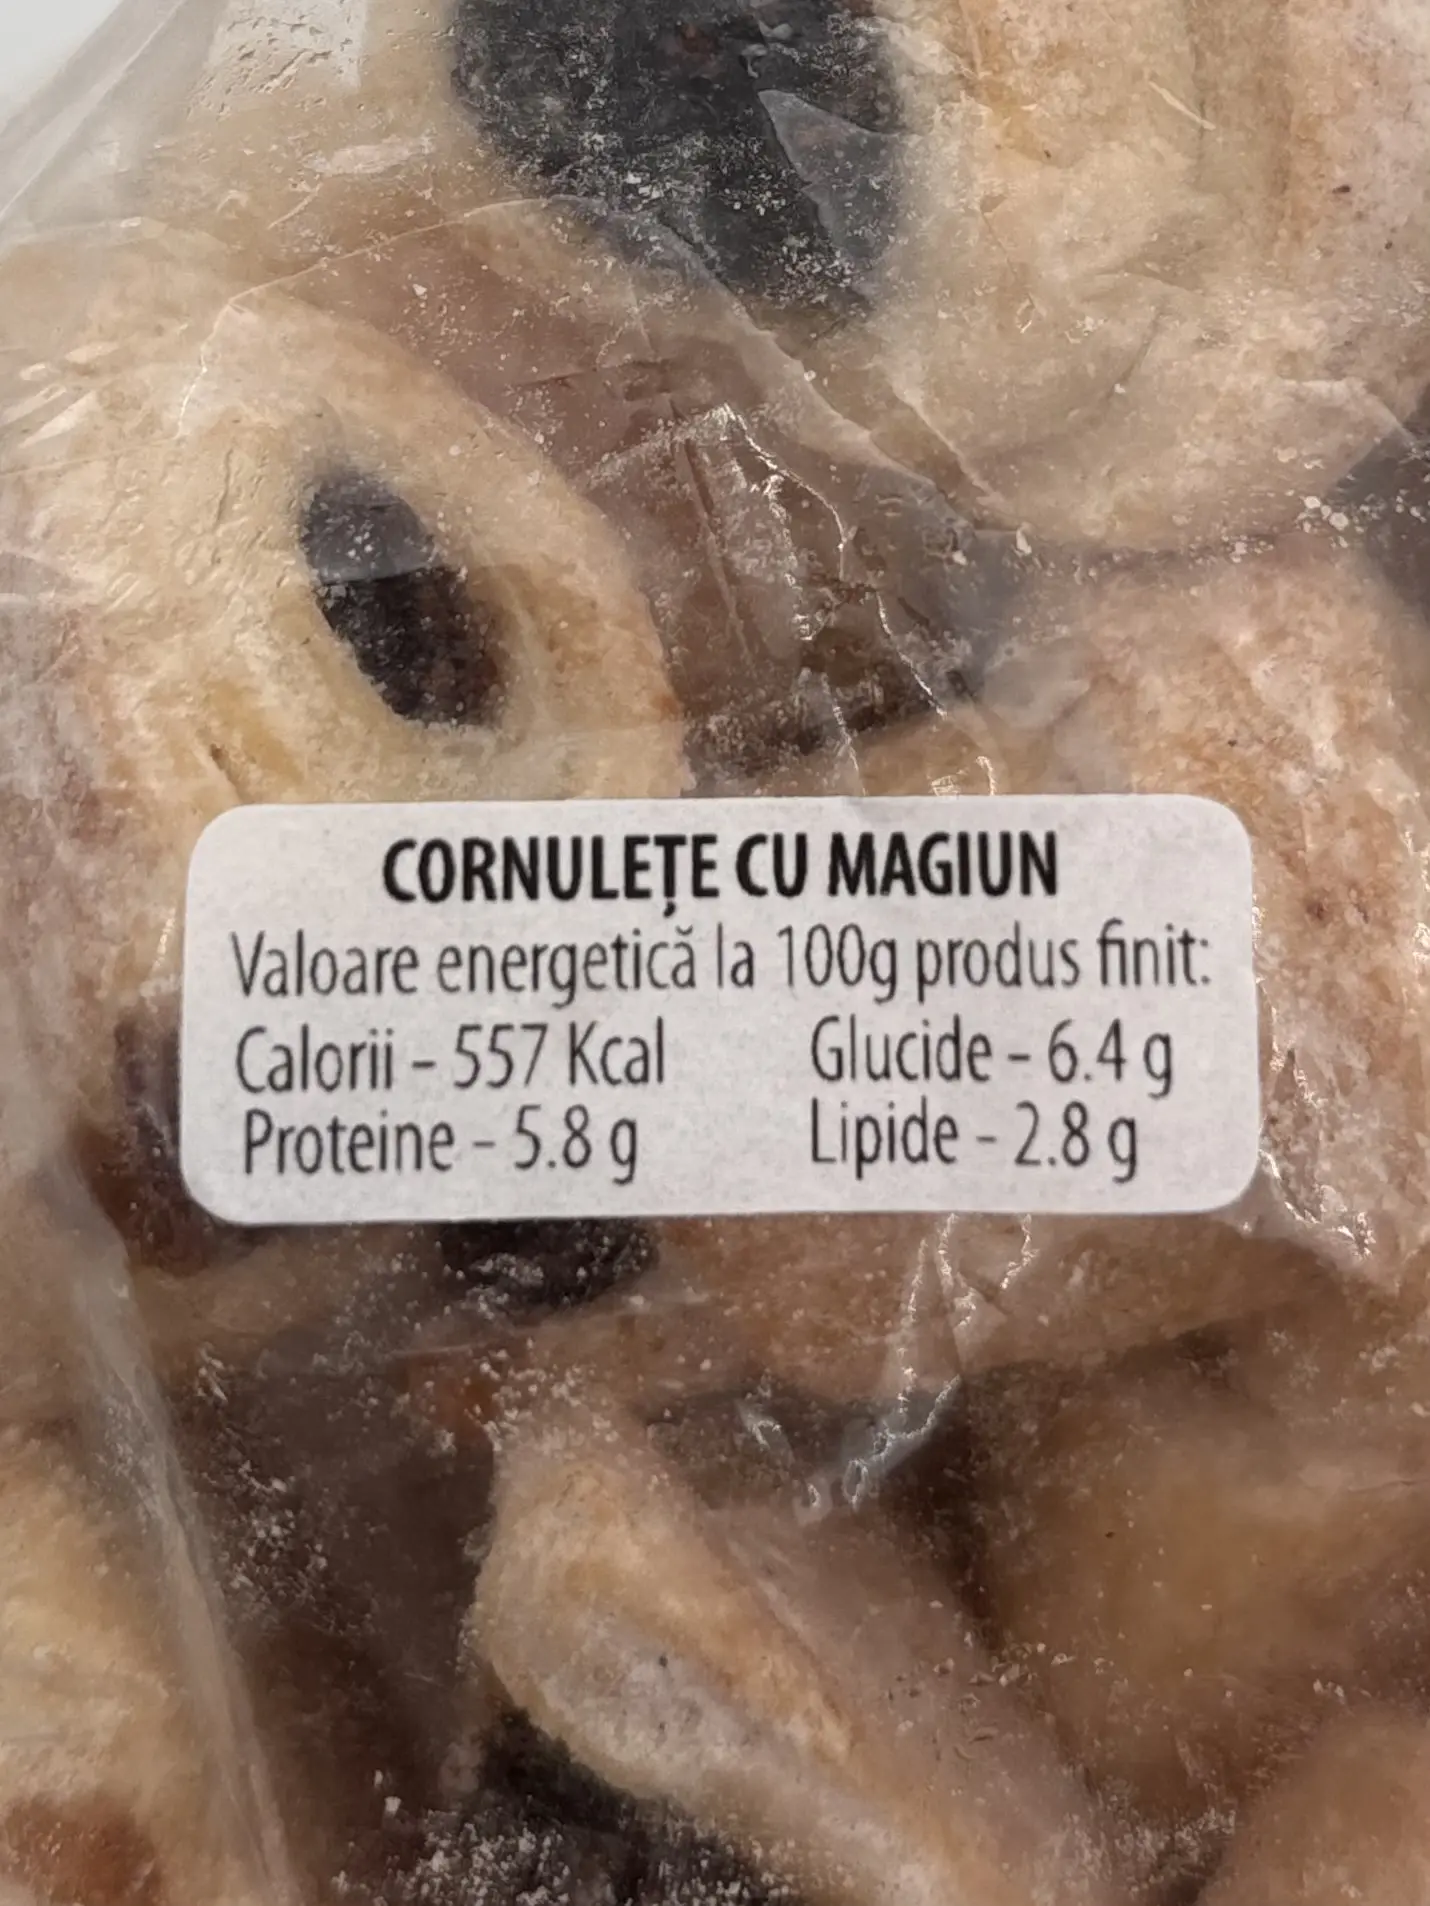 CORNULEȚE CU MAGIUN
Valoare energetică la 100g produs finit:
Calorii – 557 Kcal Glucide – 6.4 g
Proteine – 5.8 g Lipide – 2.8 g